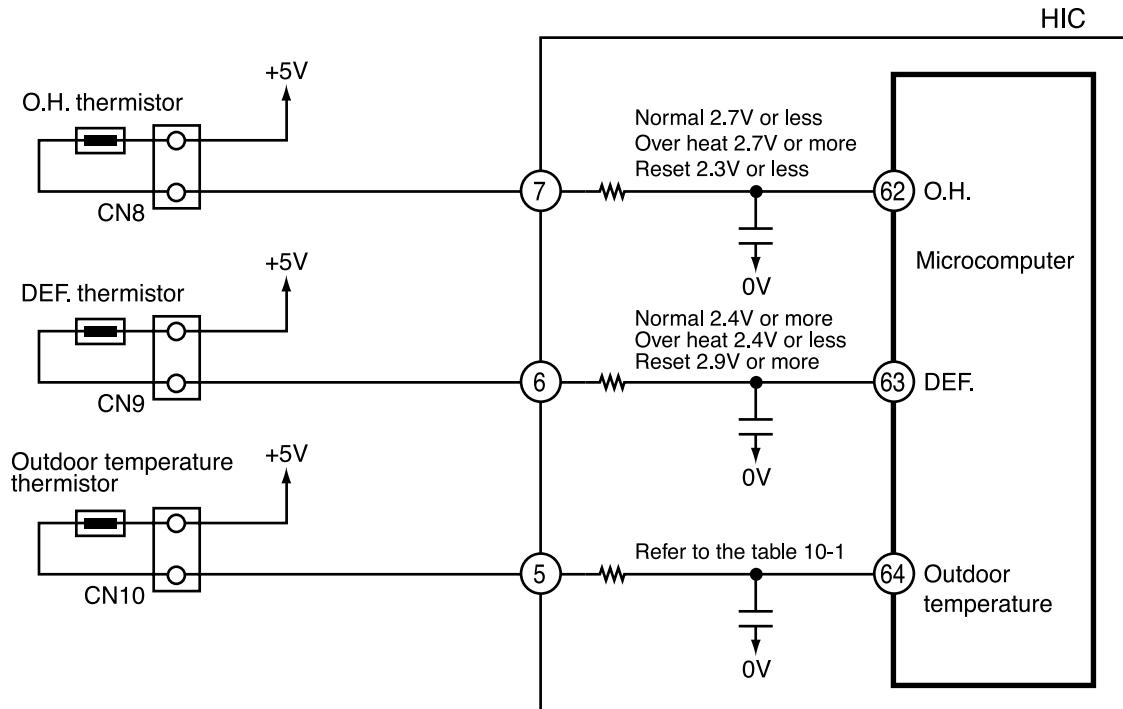 HIC
+5V
O.H. thermistor
CN8
7
Normal 2.7V or less
Over heat 2.7V or more
Reset 2.3V or less
0V
62
O.H.
Microcomputer
+5V
DEF. thermistor
CN9
6
Normal 2.4V or more
Over heat 2.4V or less
Reset 2.9V or more
0V
63
DEF.
+5V
Outdoor temperature
thermistor
CN10
5
Refer to the table 10-1
0V
64
Outdoor
temperature